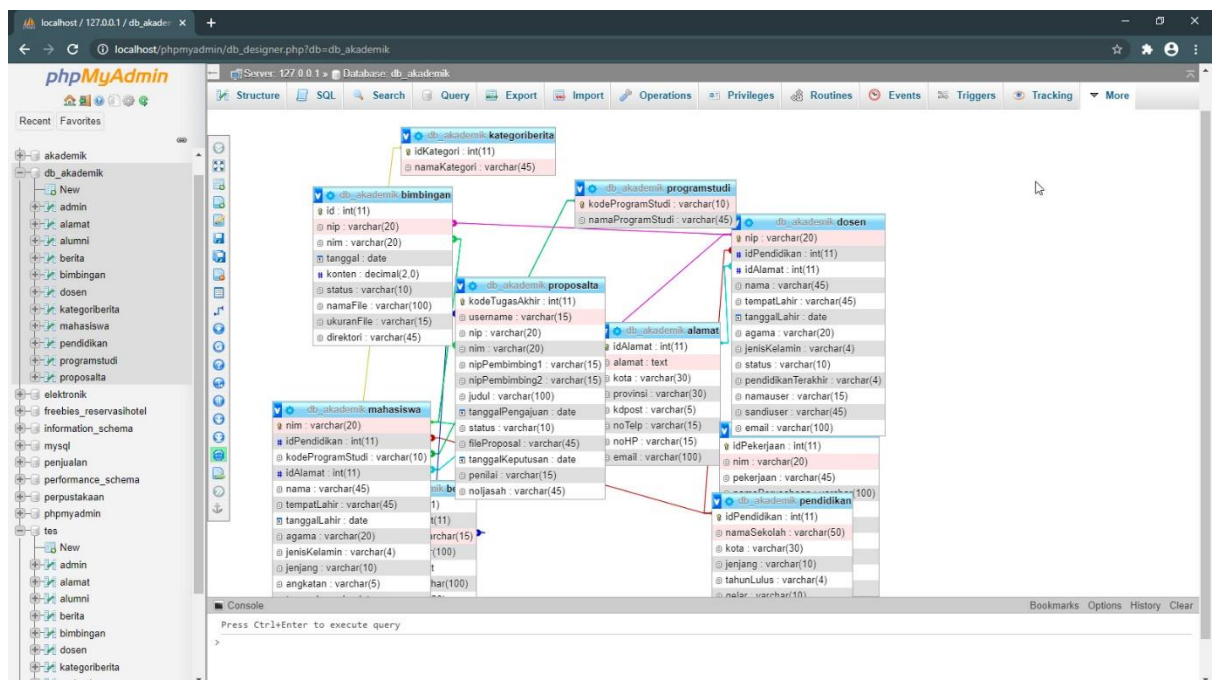 localhost / 127.0.0.1 / db_akader
localhost/phpmyadmin/db_designer.php?db=db_akademik
phpMyAdmin
Recent Favorites
akademik
db_akademik
New
admin
alamat
alumni
berita
bimbingan
dosen
kategoriberita
mahasiswa
pendidikan
programstudi
proposalta
elektronik
freebies_reservasihotel
information_schema
mysql
penjualan
performance_schema
perpustakaan
phpmyadmin
tes
New
admin
alamat
alumni
berita
bimbingan
dosen
kategoriberita
Server: 127.0.0.1 » Database: db_akademik
Structure SQL Search Query Export Import Operations Privileges Routines Events Triggers Tracking More
db_akademik kategoriberita
idKategori : int(11)
namaKategori : varchar(45)
db_akademik bimbingan
id : int(11)
nip : varchar(20)
nim : varchar(20)
tanggal : date
konten : decimal(2,0)
status : varchar(10)
namaFile : varchar(100)
ukuranFile : varchar(15)
direktori : varchar(45)
db_akademik programstudi
kodeProgramStudi : varchar(10)
namaProgramStudi : varchar(45)
db_akademik dosen
nip : varchar(20)
idPendidikan : int(11)
idAlamat : int(11)
nama : varchar(45)
tempatLahir : varchar(45)
tanggalLahir : date
agama : varchar(20)
jenisKelamin : varchar(4)
status : varchar(10)
pendidikanTerakhir : varchar(4)
namauser : varchar(15)
sandiuser : varchar(45)
email : varchar(100)
db_akademik proposalta
kodeTugasAkhir : int(11)
username : varchar(15)
nip : varchar(20)
nim : varchar(20)
nipPembimbing1 : varchar(15)
nipPembimbing2 : varchar(15)
judul : varchar(100)
tanggalPengajuan : date
status : varchar(10)
fileProposal : varchar(45)
tanggalKeputusan : date
penilai : varchar(15)
noIjasah : varchar(45)
db_akademik alamat
idAlamat : int(11)
alamat : text
kota : varchar(30)
provinsi : varchar(30)
kdpost : varchar(5)
noTelp : varchar(15)
noHP : varchar(15)
email : varchar(100)
db_akademik mahasiswa
nim : varchar(20)
idPendidikan : int(11)
kodeProgramStudi : varchar(10)
idAlamat : int(11)
nama : varchar(45)
tempatLahir : varchar(45)
tanggalLahir : date
agama : varchar(20)
jenisKelamin : varchar(4)
jenjang : varchar(10)
angkatan : varchar(5)
mik be
1)
t(11)
rchar(15)
(100)
t
har(100)
idPekerjaan : int(11)
nim : varchar(20)
pekerjaan : varchar(45)
db_akademik pendidikan
idPendidikan : int(11)
namaSekolah : varchar(50)
kota : varchar(30)
jenjang : varchar(10)
tahunLulus : varchar(4)
gelar : varchar(10)
Console
Bookmarks Options History Clear
Press Ctrl+Enter to execute query
>